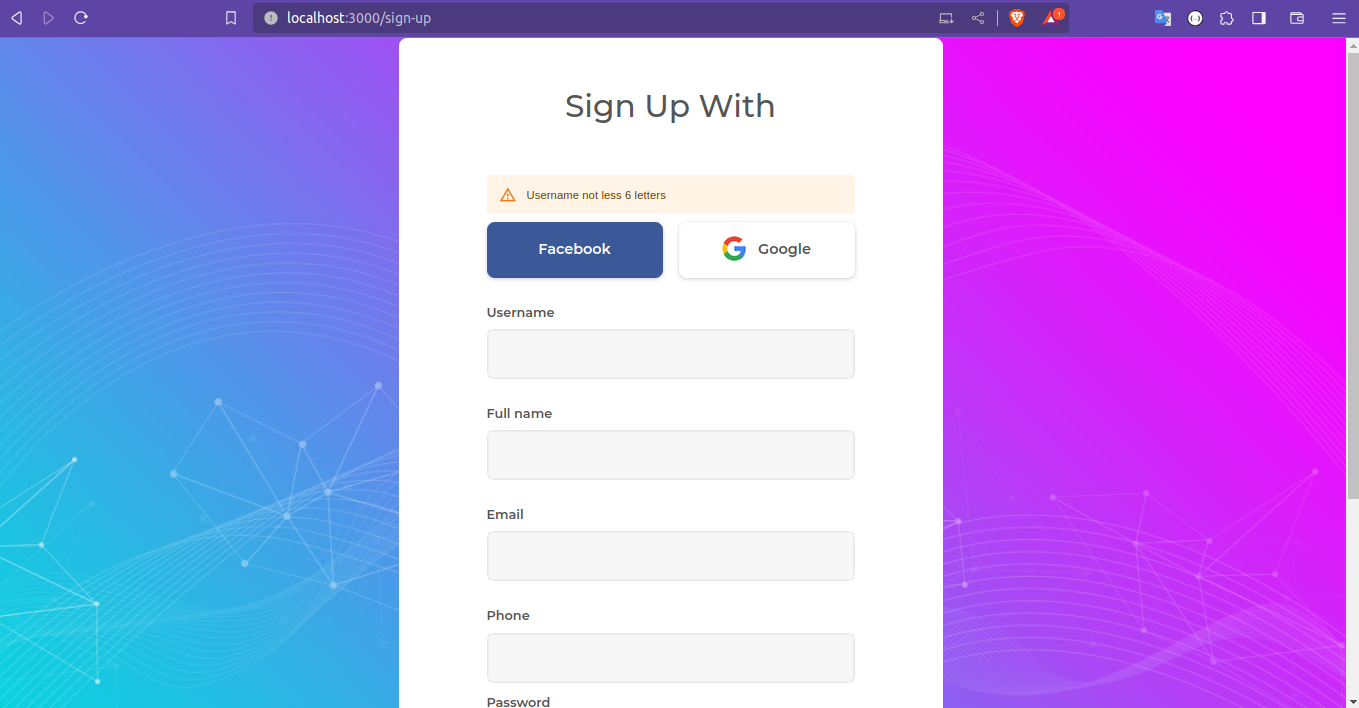 localhost:3000/sign-up
1
Sign Up With
Username not less 6 letters
Facebook
Google
Username
Full name
Email
Phone
Password